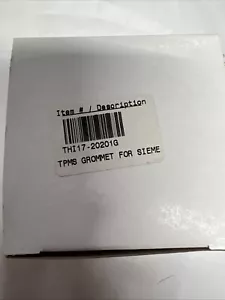 Item # / Description
THI17-20201G
TPMS GROMMET FOR SIEME